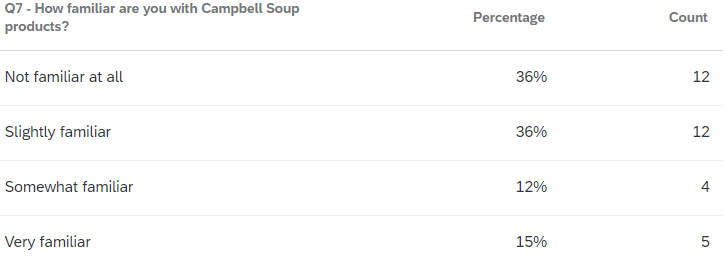 Q7 - How familiar are you with Campbell Soup
products?
Percentage
Count
Not familiar at all 36% 12
Slightly familiar 36% 12
Somewhat familiar 12% 4
Very familiar 15% 5